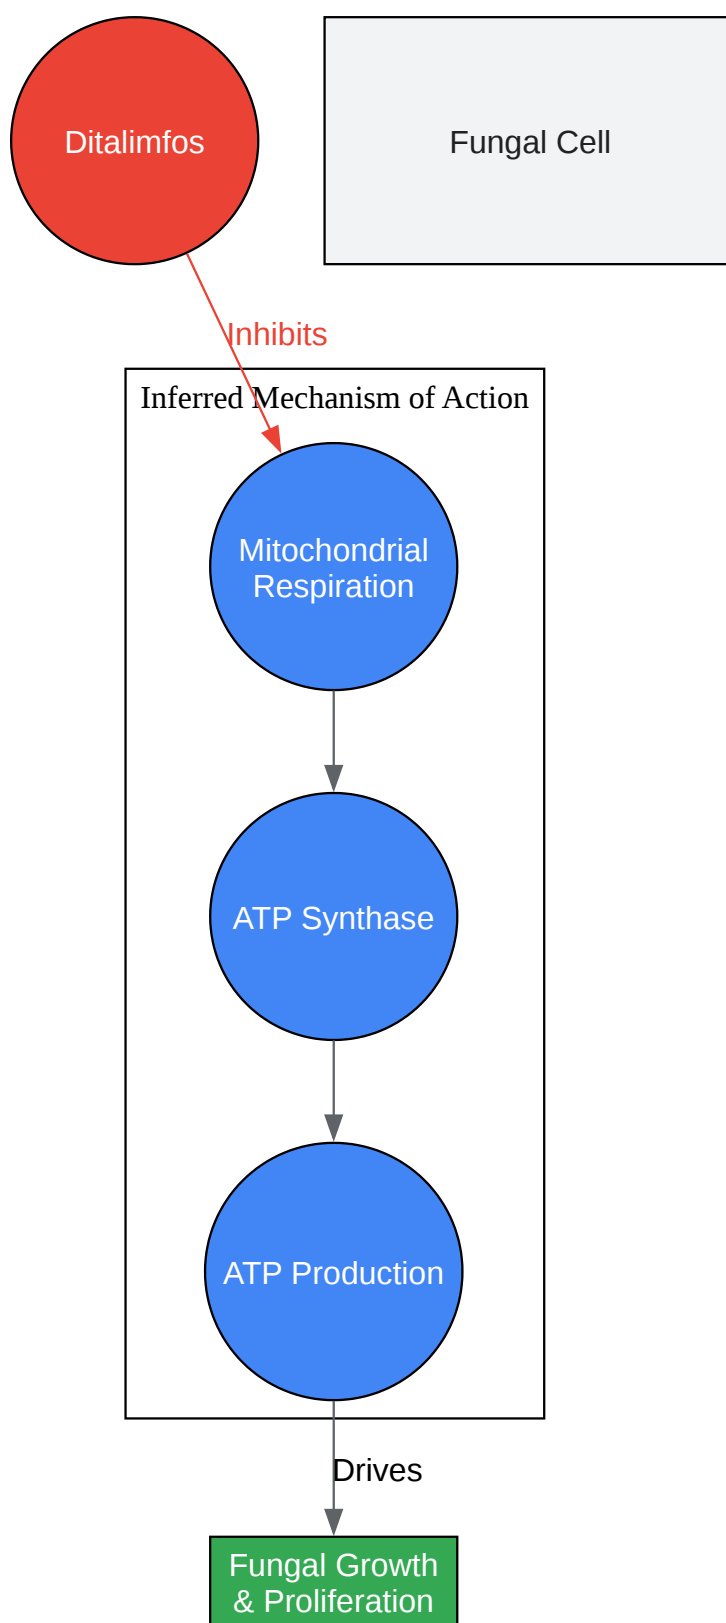 Ditalimfos
Fungal Cell
Inhibits
Inferred Mechanism of Action
Mitochondrial
Respiration
ATP Synthase
ATP Production
Drives
Fungal Growth
& Proliferation